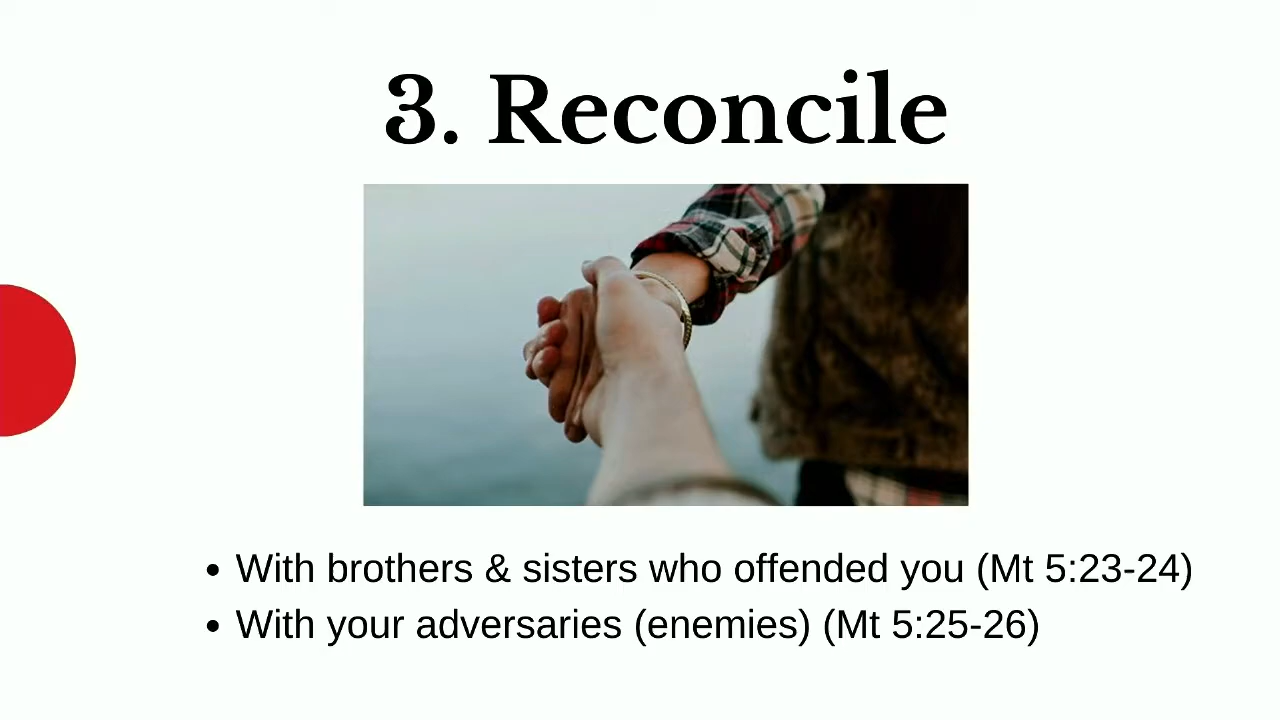 3. Reconcile
• With brothers & sisters who offended you (Mt 5:23-24)
• With your adversaries (enemies) (Mt 5:25-26)